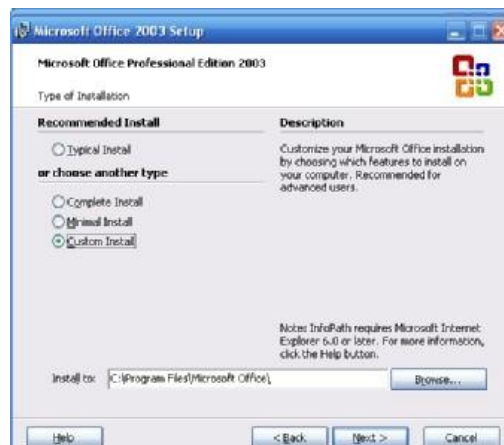 Microsoft Office 2003 Setup
Microsoft Office Professional Edition 2003
Type of Installation
Recommended Install
Typical Install
or choose another type
Complete Install
Minimal Install
Custom Install
Description
Customize your Microsoft Office installation
by choosing which features to install on
your computer. Recommended for
advanced users.
Note: InfoPath requires Microsoft Internet
Explorer 6.0 or later. For more information,
click the Help button.
Install to: C:\Program Files\Microsoft Office\
Browse...
Help
< Back
Next >
Cancel